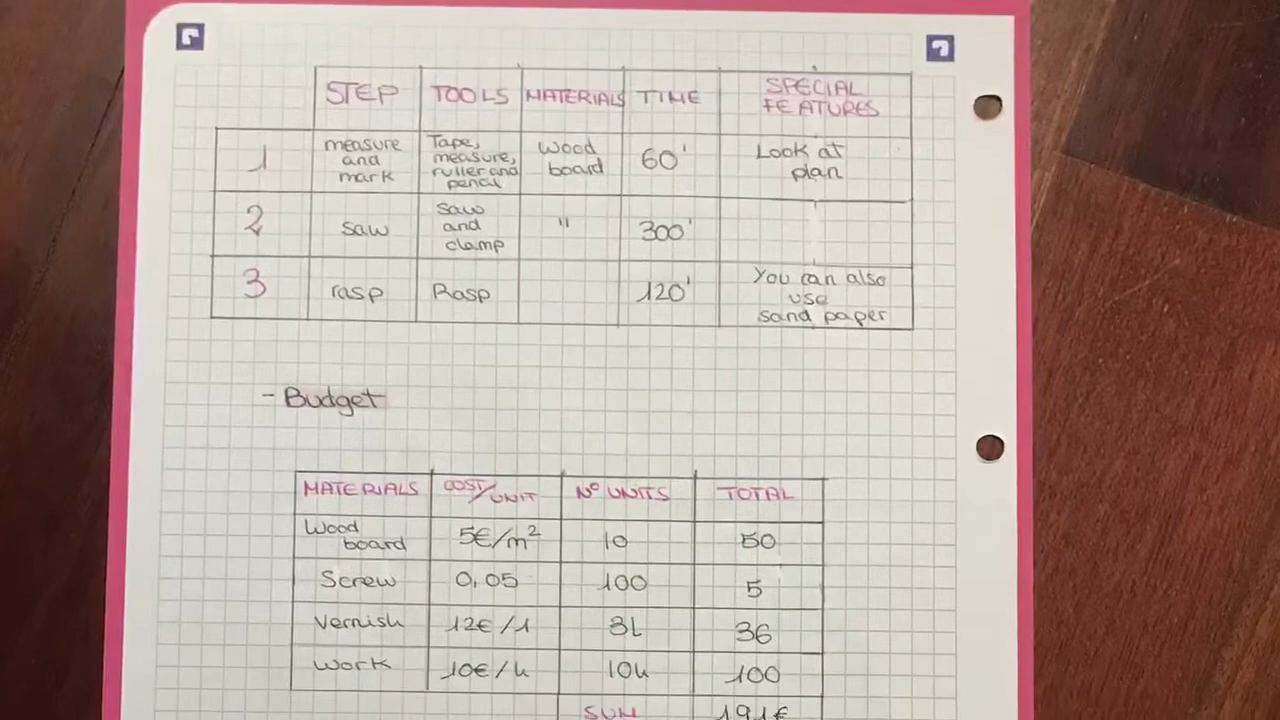 STEP TOOLS MATERIALS TIME SPECIAL FEATURES
1 measure and mark Tape, measure, ruller and pencil wood board 60' Look at plan
2 saw saw and clamp " 300'
3 rasp Rasp 120' You can also use sand paper
- Budget
MATERIALS COST/UNIT Nº UNITS TOTAL
Wood board 5€/m² 10 50
Screw 0,05 100 5
Vernish 12€/l 3L 36
Work 10€/h 10h 100
SUM 191€